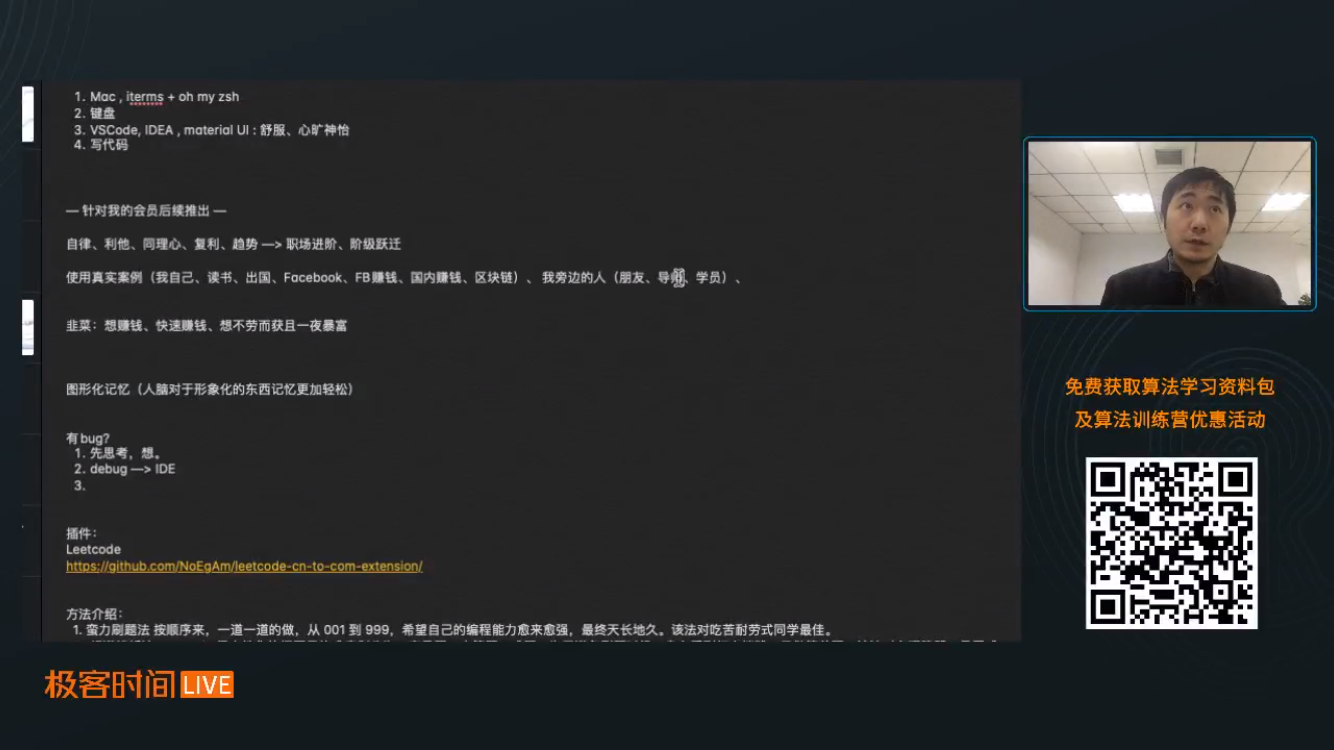 1. Mac , iterms + oh my zsh
2. 键盘
3. VSCode, IDEA , material UI : 舒服、心旷神怡
4. 写代码
— 针对我的会员后续推出 —
自律、利他、同理心、复利、趋势 —> 职场进阶、阶级跃迁
使用真实案例（我自己、读书、出国、Facebook、FB赚钱、国内赚钱、区块链）、 我旁边的人（朋友、导师、学员）、
韭菜：想赚钱、快速赚钱、想不劳而获且一夜暴富
图形化记忆（人脑对于形象化的东西记忆更加轻松）
有bug?
1. 先思考，想。
2. debug —> IDE
3.
插件：
Leetcode
https://github.com/NoEgAm/leetcode-cn-to-com-extension/
方法介绍：
1. 蛮力刷题法 按顺序来，一道一道的做，从 001 到 999，希望自己的编程能力愈来愈强，最终天长地久。该法对吃苦耐劳式同学最佳。
免费获取算法学习资料包
及算法训练营优惠活动
极客时间LIVE